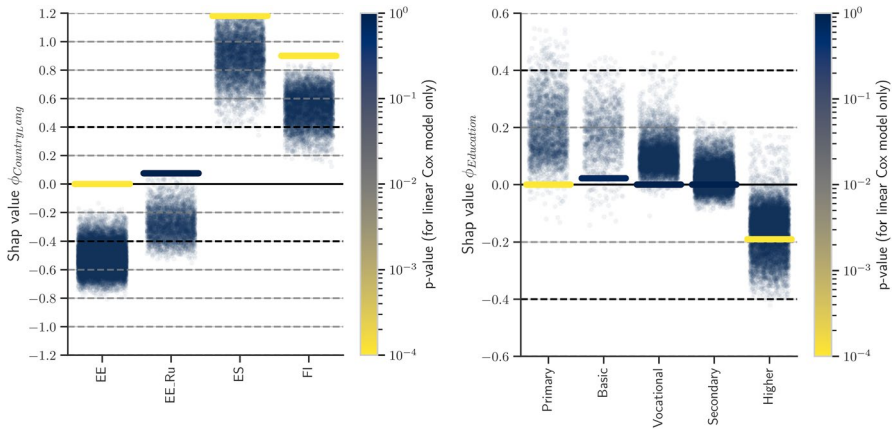 Shap value ϕ_CountryLang
1.2
1.0
0.8
0.6
0.4
0.2
0.0
−0.2
−0.4
−0.6
−0.8
−1.0
−1.2
EE
EE.Ru
ES
FI
10^0
10^−1
10^−2
10^−3
10^−4
p-value (for linear Cox model only)
Shap value ϕ_Education
0.6
0.4
0.2
0.0
−0.2
−0.4
−0.6
Primary
Basic
Vocational
Secondary
Higher
10^0
10^−1
10^−2
10^−3
10^−4
p-value (for linear Cox model only)